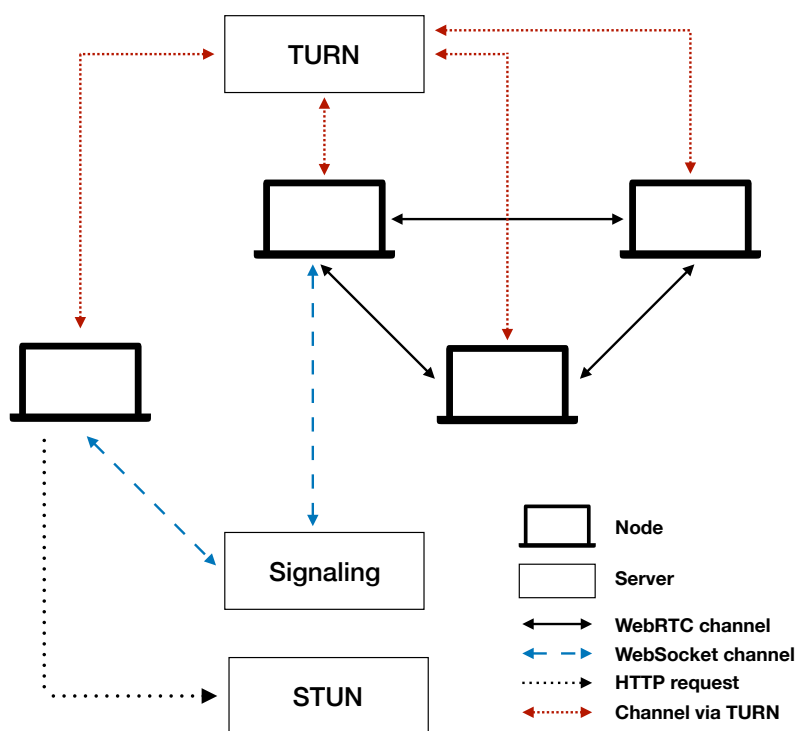 TURN
Signaling
STUN
Node
Server
WebRTC channel
WebSocket channel
HTTP request
Channel via TURN